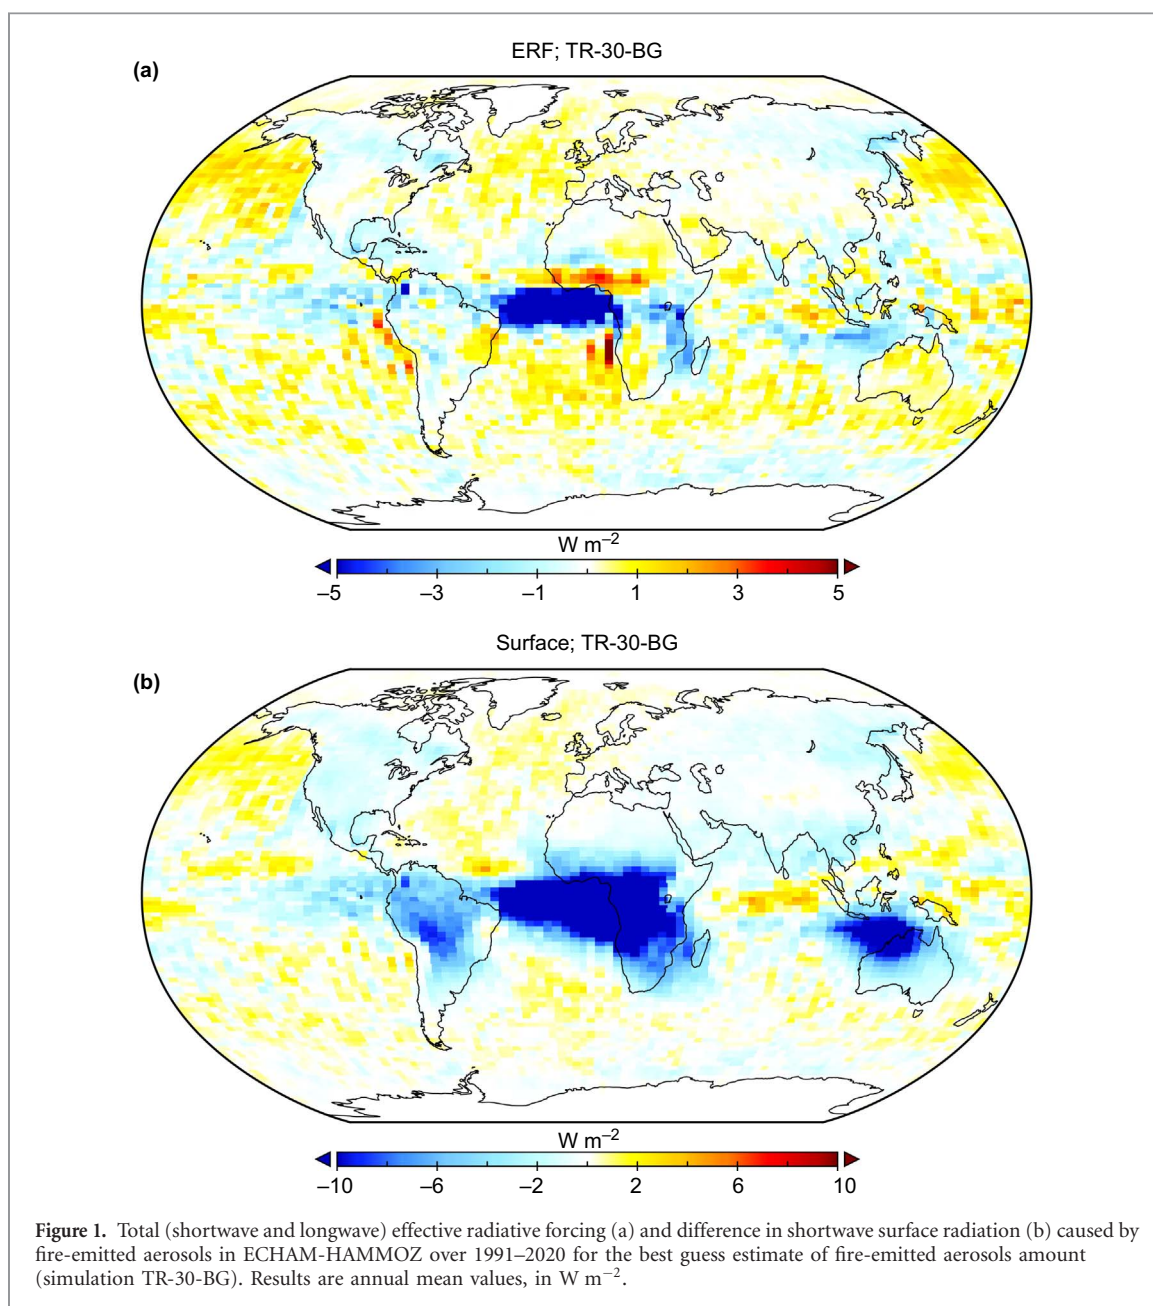 ERF; TR-30-BG
(a)
W m−2
−5 −3 −1 1 3 5
Surface; TR-30-BG
(b)
W m−2
−10 −6 −2 2 6 10
Figure 1. Total (shortwave and longwave) effective radiative forcing (a) and difference in shortwave surface radiation (b) caused by
fire-emitted aerosols in ECHAM-HAMMOZ over 1991–2020 for the best guess estimate of fire-emitted aerosols amount
(simulation TR-30-BG). Results are annual mean values, in W m−2.